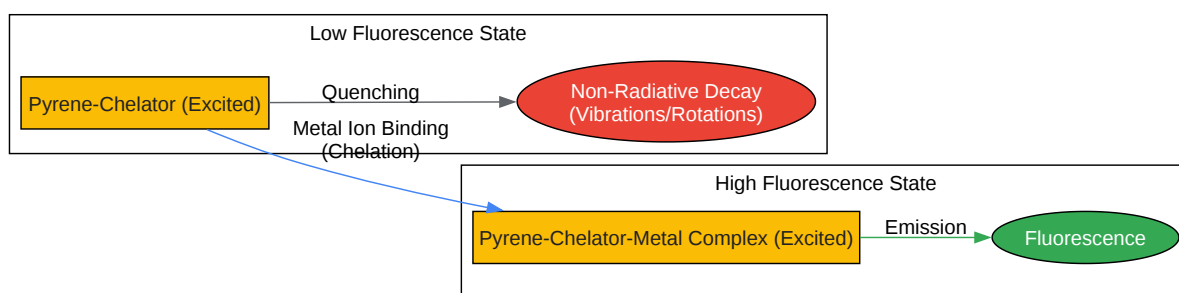 Low Fluorescence State
Pyrene-Chelator (Excited)
Quenching
Non-Radiative Decay
(Vibrations/Rotations)
Metal Ion Binding
(Chelation)
High Fluorescence State
Pyrene-Chelator-Metal Complex (Excited)
Emission
Fluorescence